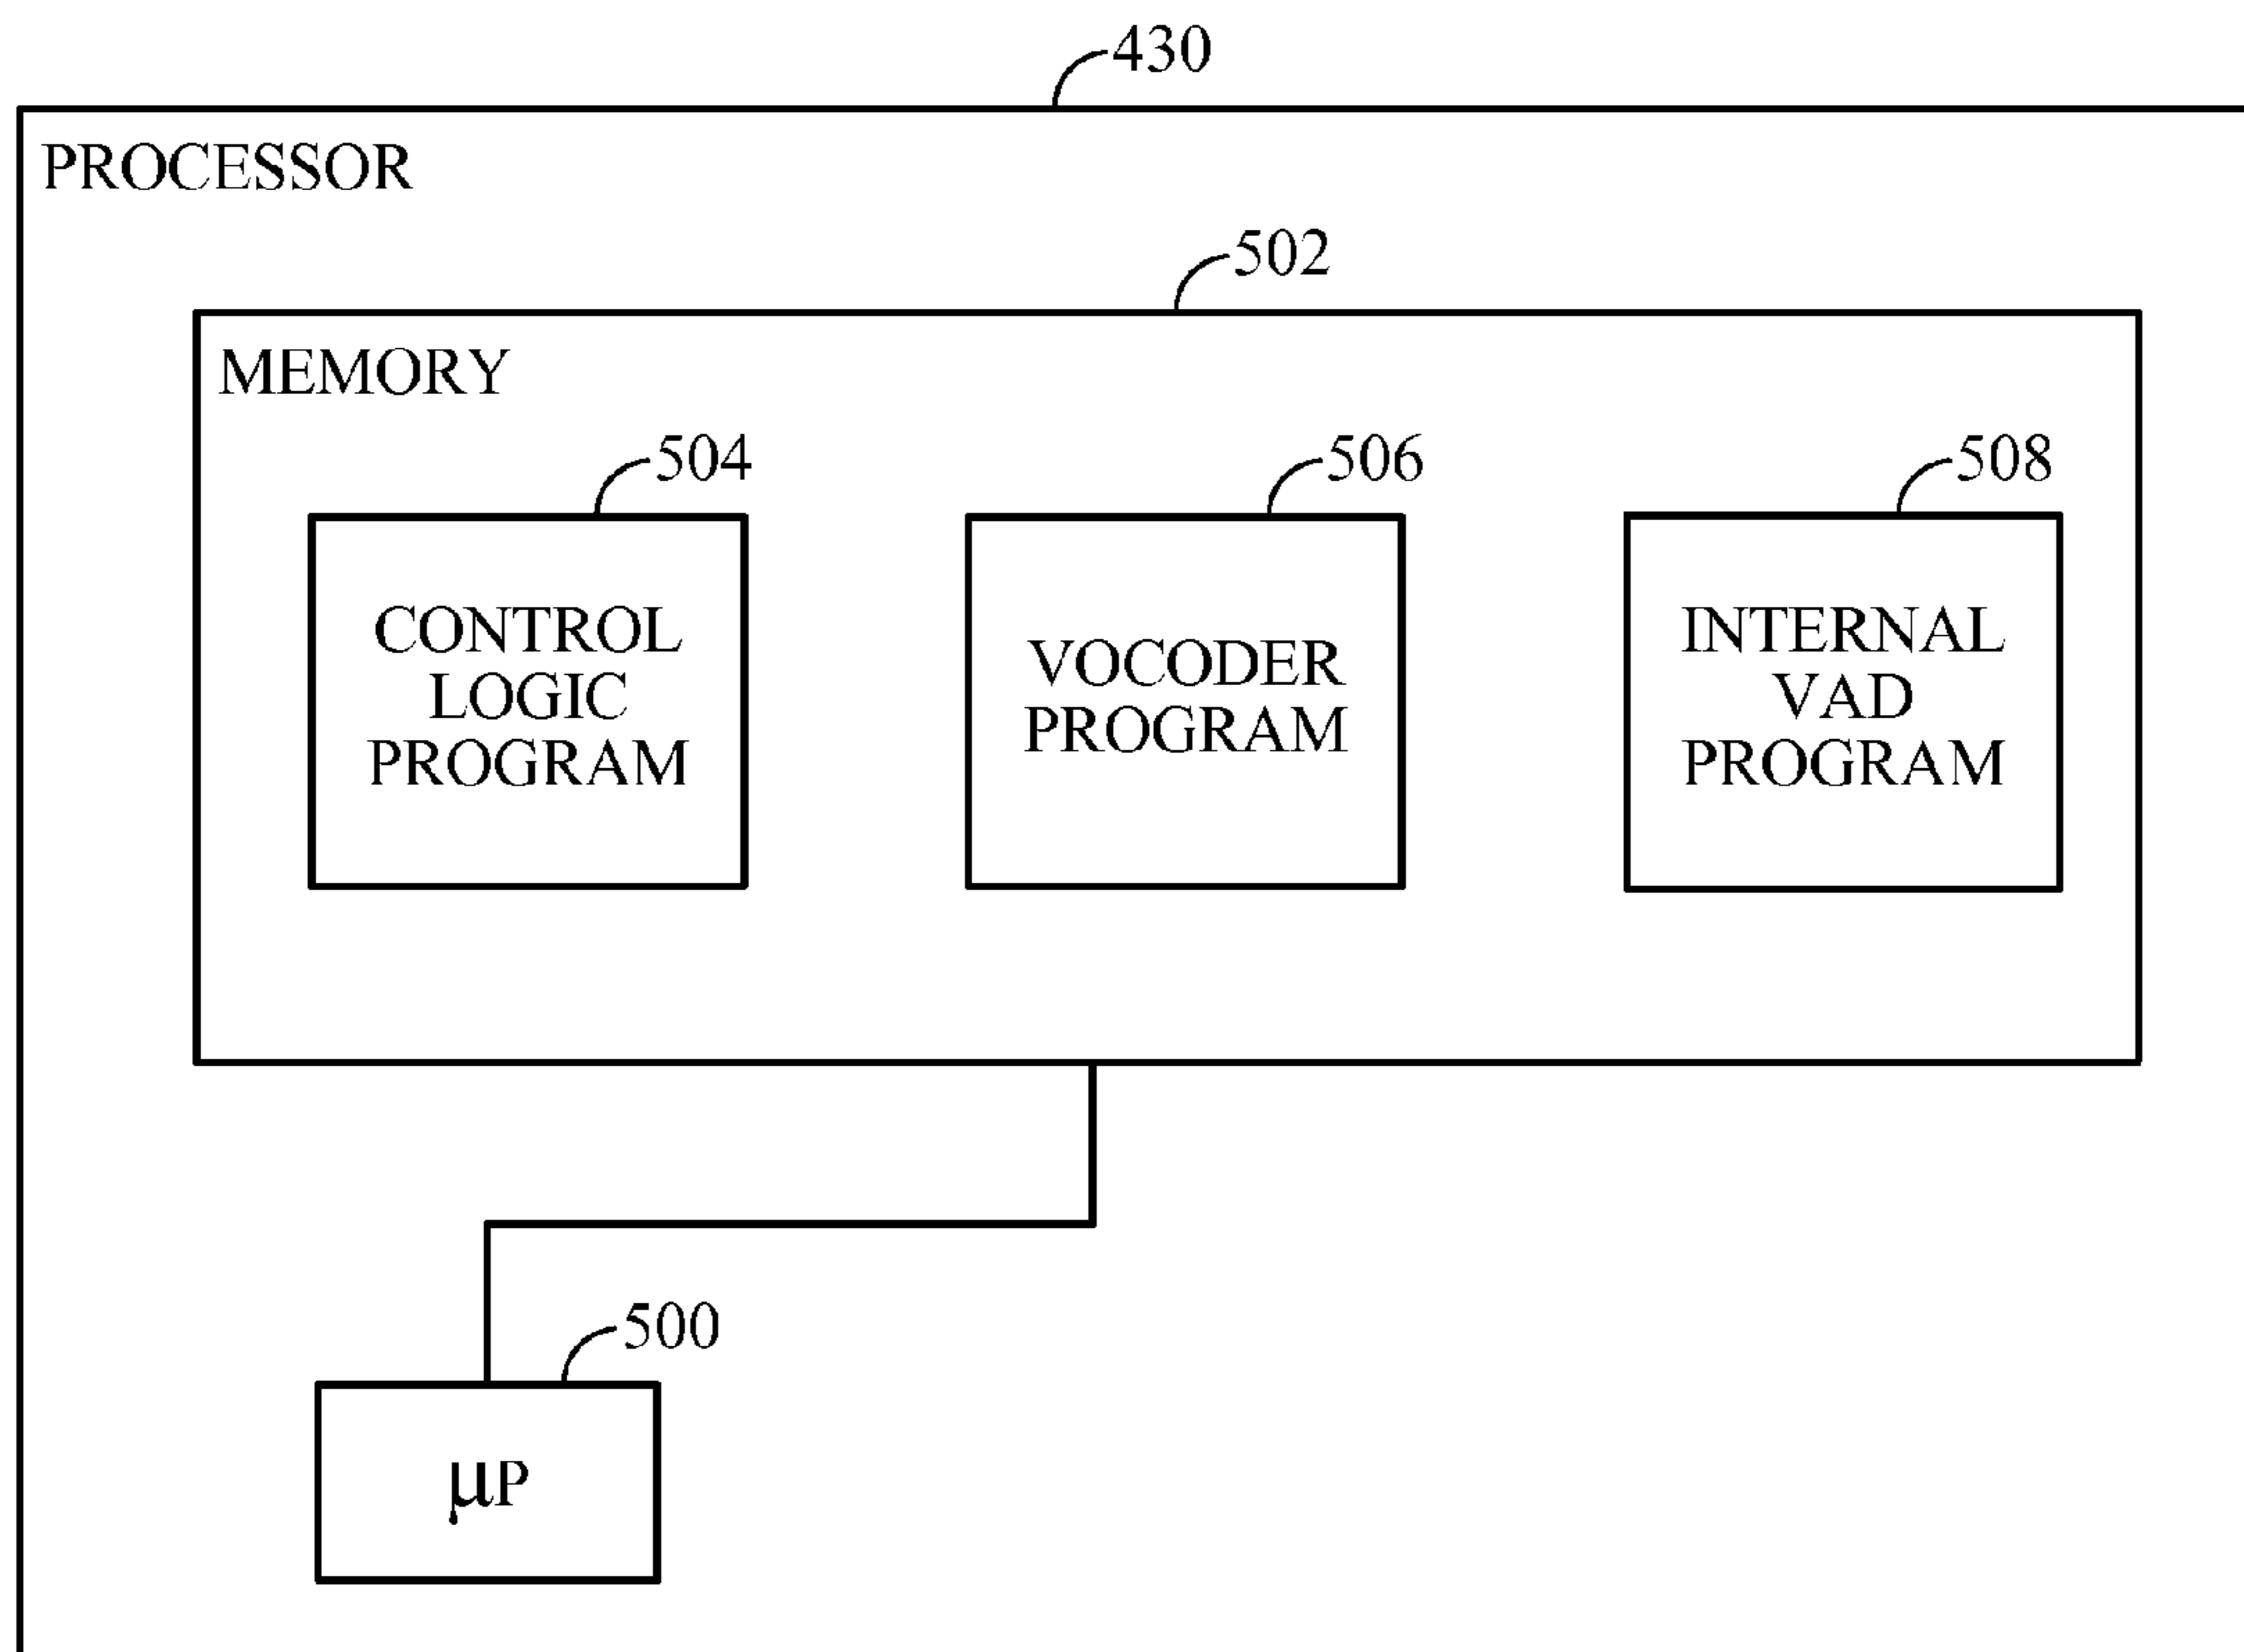 430
PROCESSOR
502
MEMORY
504
506
508
CONTROL
LOGIC
PROGRAM
VOCODER
PROGRAM
INTERNAL
VAD
PROGRAM
500
µP